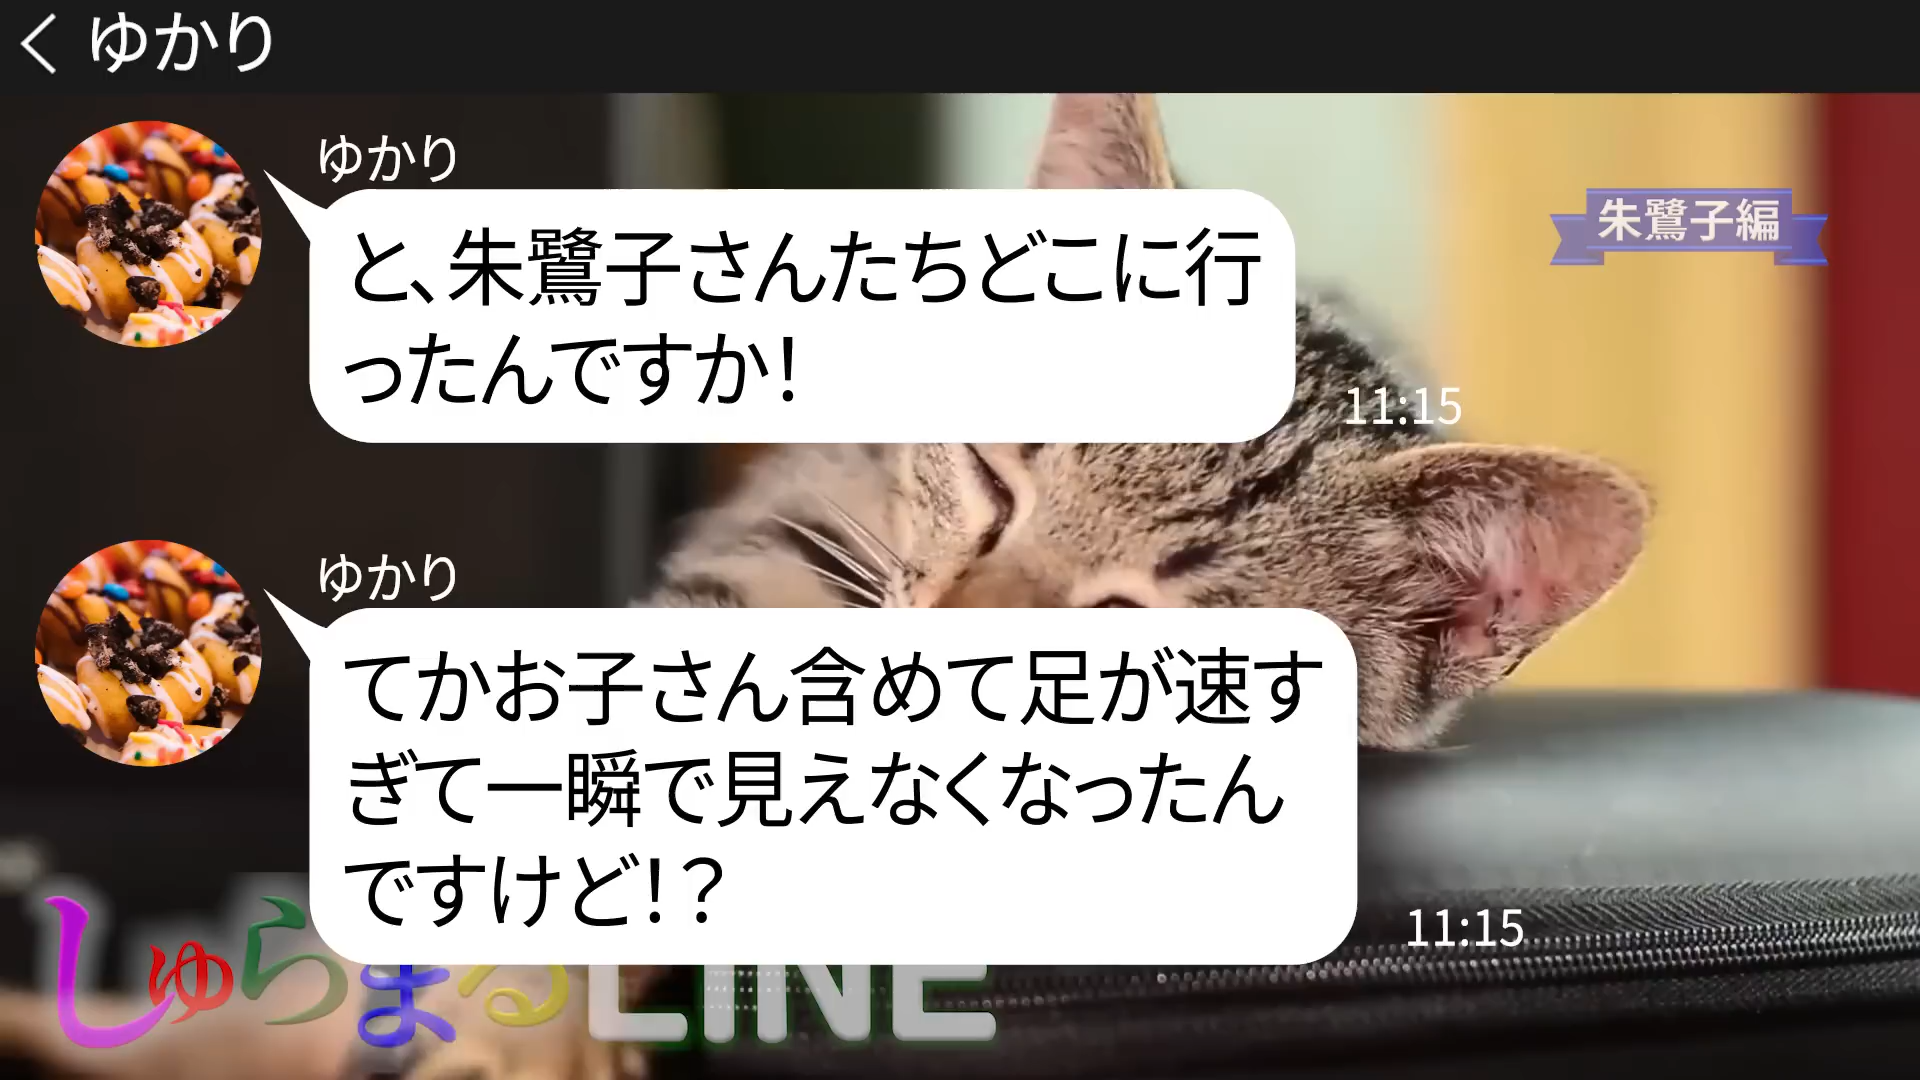 ゆかり
ゆかり
朱鷺子編
と、朱鷺子さんたちどこに行
ったんですか！
11:15
ゆかり
てかお子さん含めて足が速す
ぎて一瞬で見えなくなったん
ですけど！？
11:15
しゅらまるLINE